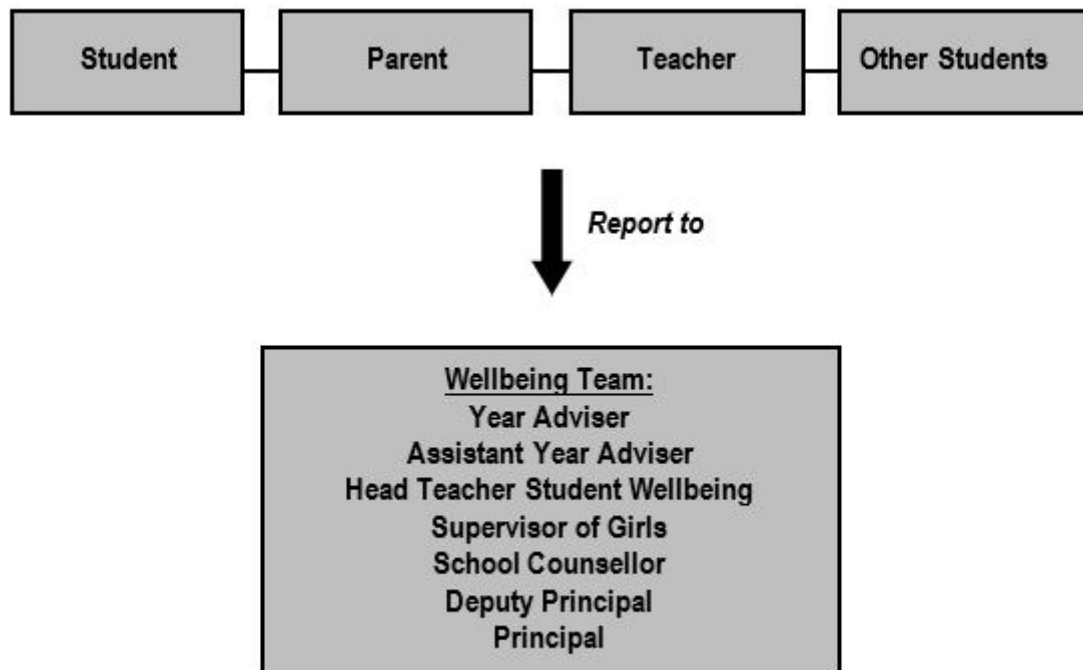 Student Parent Teacher Other Students
Report to
Wellbeing Team:
Year Adviser
Assistant Year Adviser
Head Teacher Student Wellbeing
Supervisor of Girls
School Counsellor
Deputy Principal
Principal